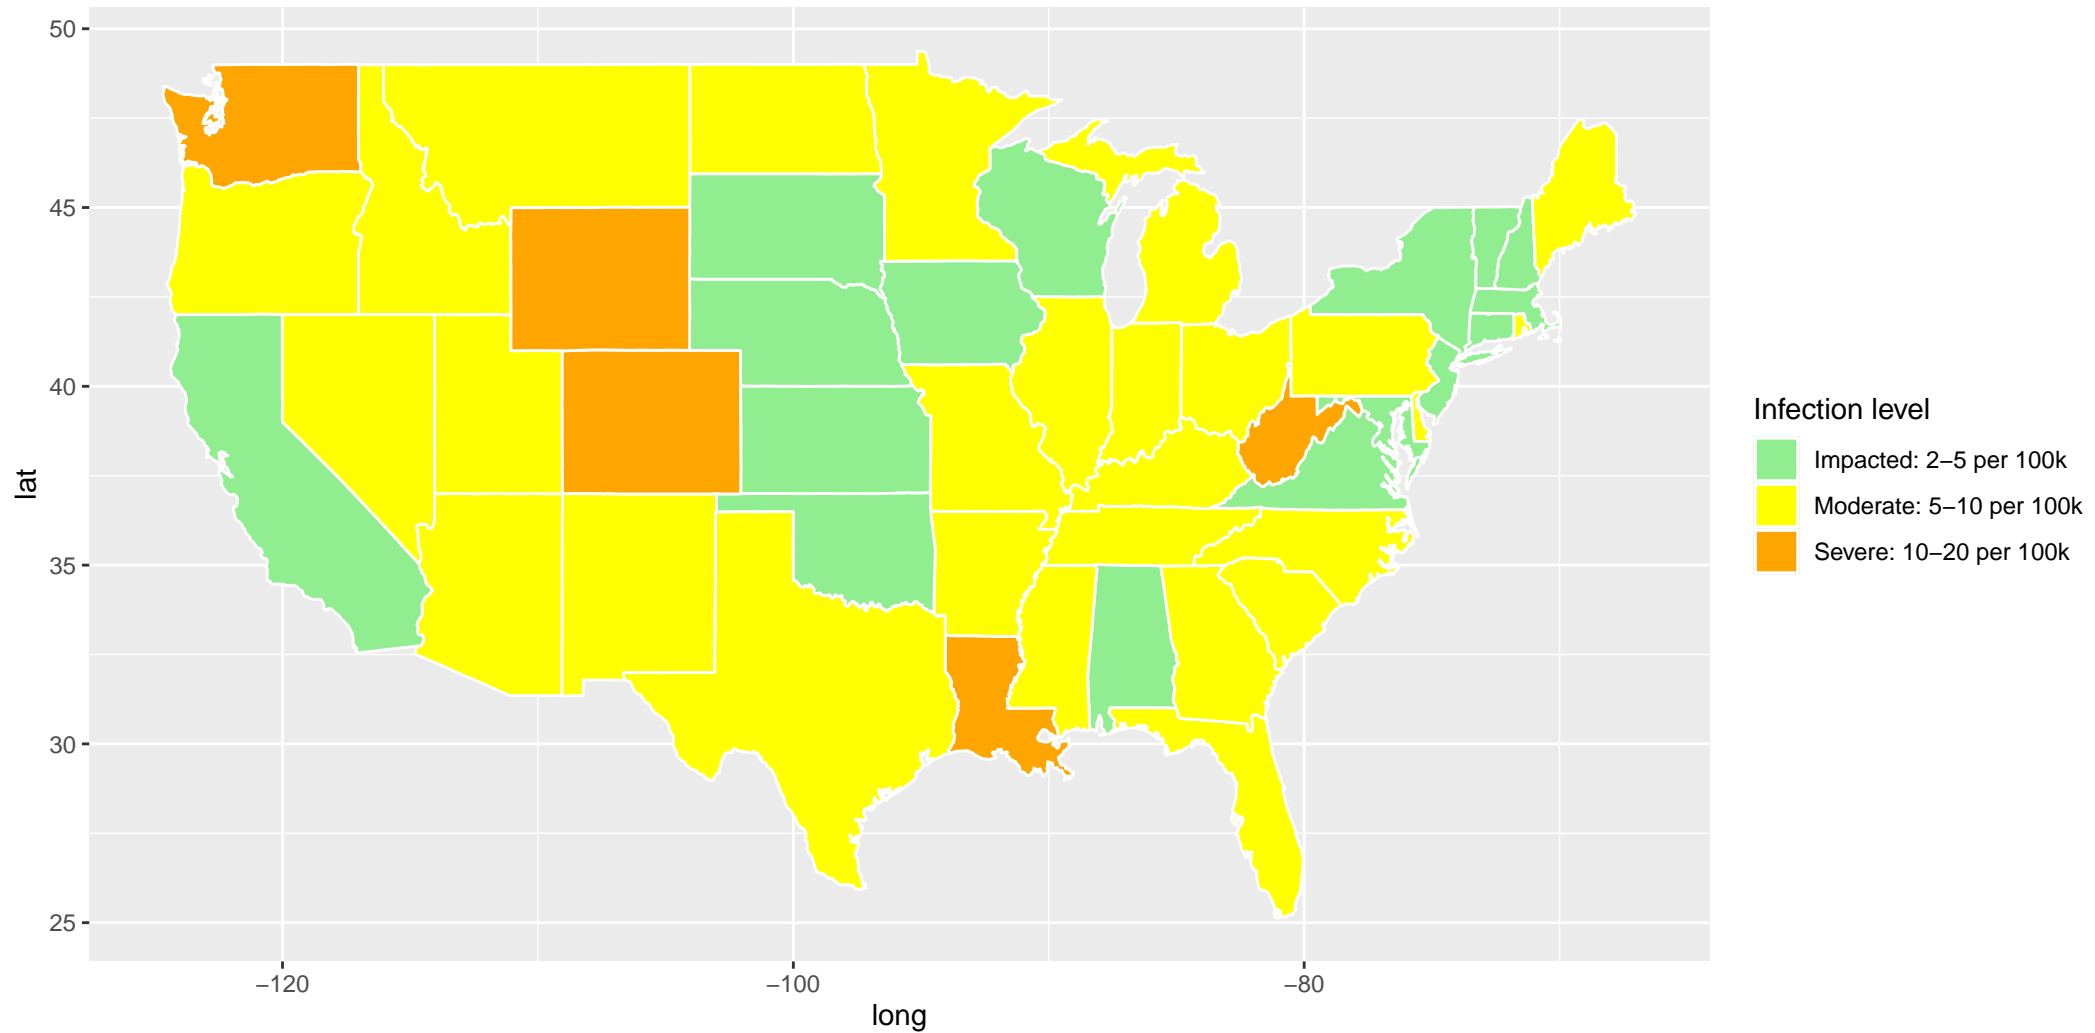 50
45
40
35
30
25
lat
−120
−100
−80
long
Infection level
Impacted: 2−5 per 100k
Moderate: 5−10 per 100k
Severe: 10−20 per 100k